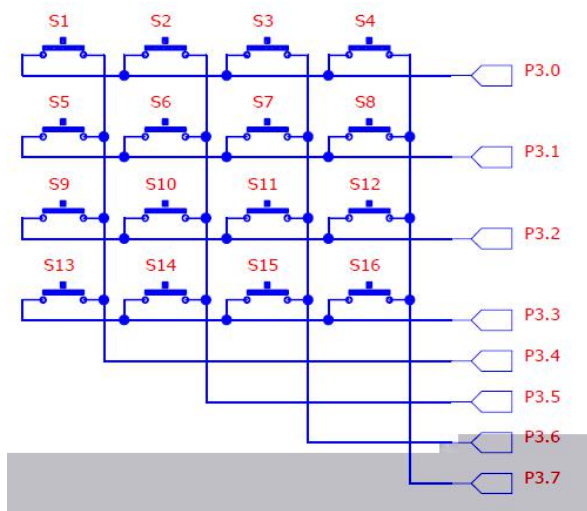 S1 S2 S3 S4
P3.0
S5 S6 S7 S8
P3.1
S9 S10 S11 S12
P3.2
S13 S14 S15 S16
P3.3
P3.4
P3.5
P3.6
P3.7